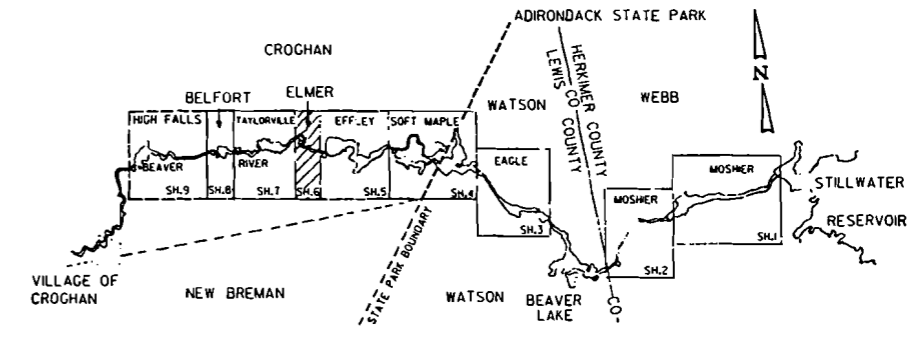 ADIRONDACK STATE PARK
CROGHAN
HERKIMER COUNTY
LEWIS CO COUNTY
WEBB
N
BELFORT
ELMER
WATSON
HIGH FALLS
TAYLORVILLE
EFFLEY
SOFT MAPLE
EAGLE
MOSHIER
BEAVER
RIVER
MOSHIER
STILLWATER
RESERVOIR
SH.9
SH.8
SH.7
SH.6
SH.5
SH.4
SH.3
SH.2
SH.1
VILLAGE OF
CROGHAN
NEW BREMAN
STATE PARK BOUNDARY
WATSON
BEAVER
LAKE
CO-